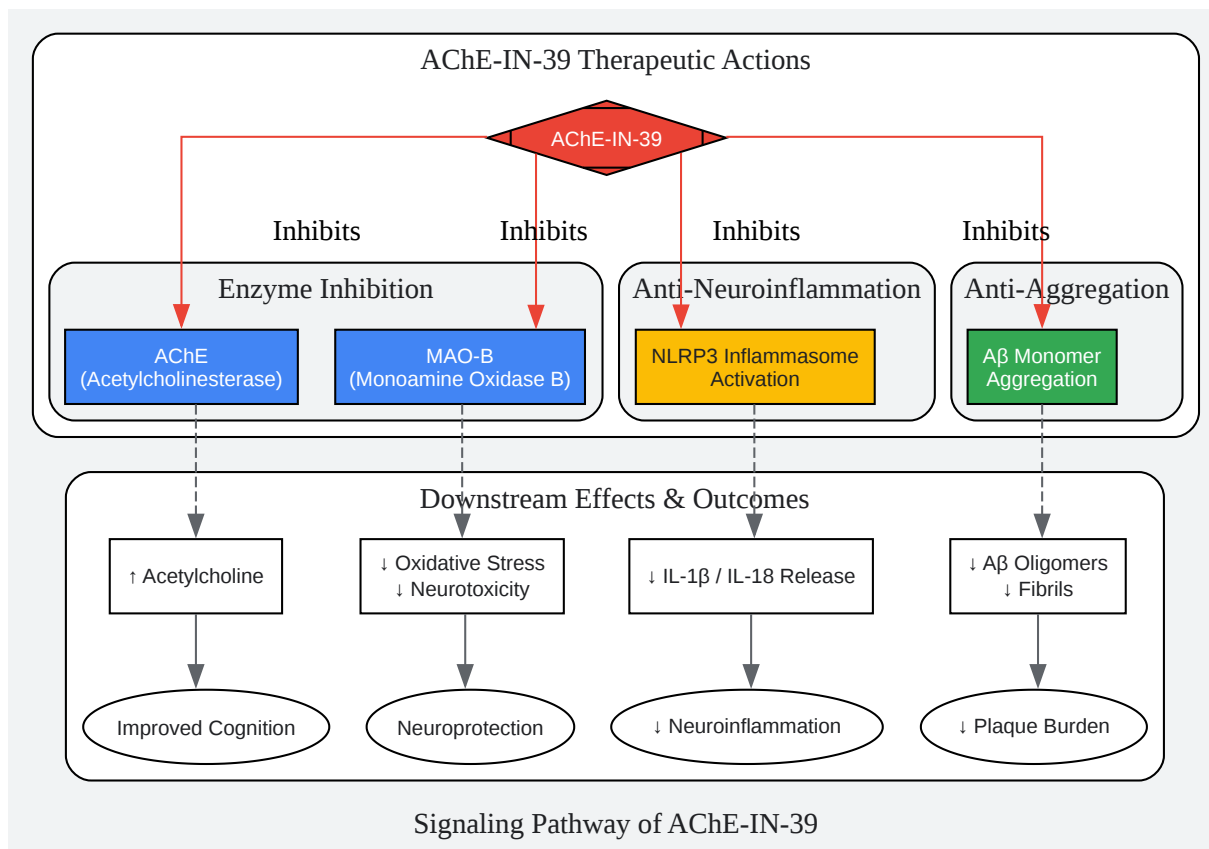 AChE-IN-39 Therapeutic Actions
AChE-IN-39
Inhibits
Inhibits
Inhibits
Inhibits
Enzyme Inhibition
Anti-Neuroinflammation
Anti-Aggregation
AChE
(Acetylcholinesterase)
MAO-B
(Monoamine Oxidase B)
NLRP3 Inflammasome
Activation
Aβ Monomer
Aggregation
Downstream Effects & Outcomes
↑ Acetylcholine
↓ Oxidative Stress
↓ Neurotoxicity
↓ IL-1β / IL-18 Release
↓ Aβ Oligomers
↓ Fibrils
Improved Cognition
Neuroprotection
↓ Neuroinflammation
↓ Plaque Burden
Signaling Pathway of AChE-IN-39